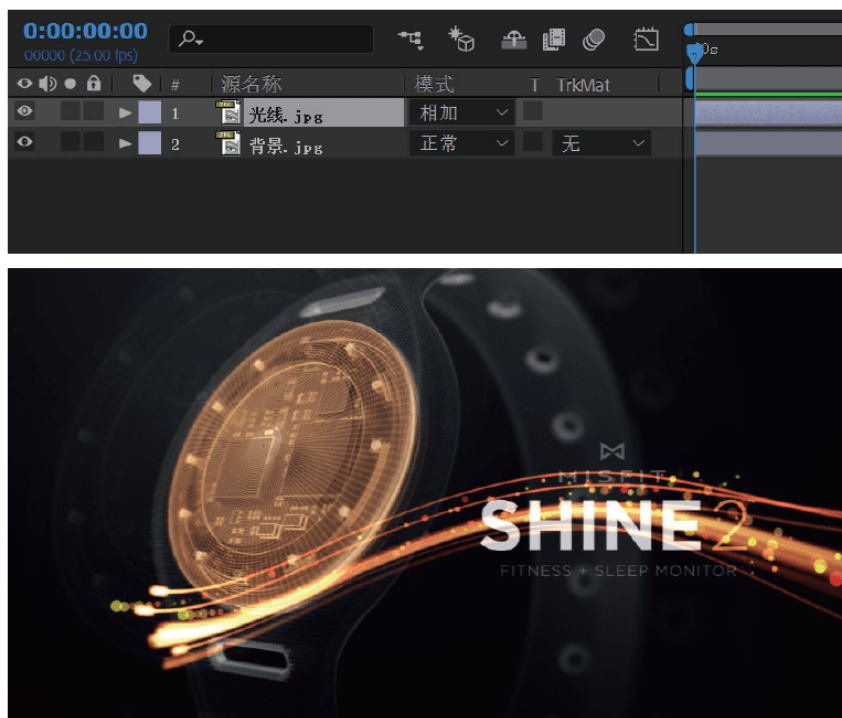 0:00:00:00
00000 (25.00 fps)
# 源名称 模式 T TrkMat
1 光线.jpg 相加
2 背景.jpg 正常 无
MISFIT
SHINE2
FITNESS + SLEEP MONITOR